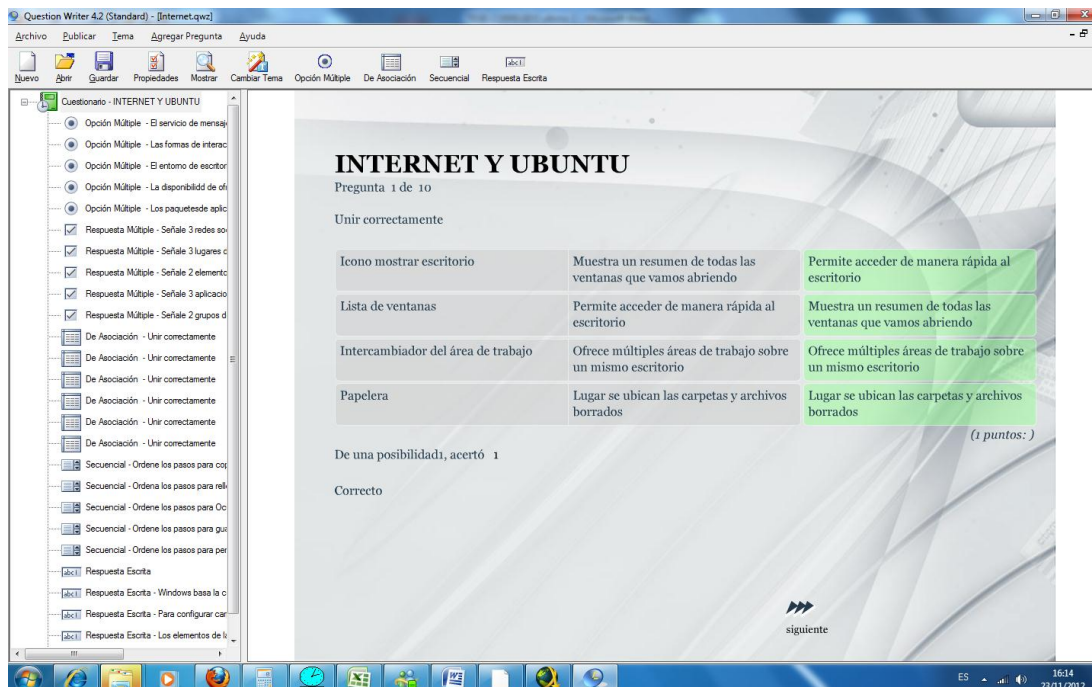 Question Writer 4.2 (Standard) - [Internet.qwz]
Archivo Publicar Tema Agregar Pregunta Ayuda
Nuevo Abrir Guardar Propiedades Mostrar Cambiar Tema Opción Múltiple De Asociación Secuencial Respuesta Escrita
Cuestionario - INTERNET Y UBUNTU
Opción Múltiple - El servicio de mensaj
Opción Múltiple - Las formas de interac
Opción Múltiple - El entorno de escritor
Opción Múltiple - La disponibilidd de ofi
Opción Múltiple - Los paquetesde aplic
Respuesta Múltiple - Señale 3 redes so
Respuesta Múltiple - Señale 3 lugares d
Respuesta Múltiple - Señale 2 elemento
Respuesta Múltiple - Señale 3 aplicacio
Respuesta Múltiple - Señale 2 grupos d
De Asociación - Unir correctamente
De Asociación - Unir correctamente
De Asociación - Unir correctamente
De Asociación - Unir correctamente
De Asociación - Unir correctamente
De Asociación - Unir correctamente
Secuencial - Ordene los pasos para cop
Secuencial - Ordena los pasos para rell
Secuencial - Ordene los pasos para Oc
Secuencial - Ordene los pasos para gua
Secuencial - Ordene los pasos para per
Respuesta Escrita
Respuesta Escrita - Windows basa la c
Respuesta Escrita - Para configurar car
Respuesta Escrita - Los elementos de la
INTERNET Y UBUNTU
Pregunta 1 de 10
Unir correctamente
Icono mostrar escritorio
Muestra un resumen de todas las
ventanas que vamos abriendo
Permite acceder de manera rápida al
escritorio
Lista de ventanas
Permite acceder de manera rápida al
escritorio
Muestra un resumen de todas las
ventanas que vamos abriendo
Intercambiador del área de trabajo
Ofrece múltiples áreas de trabajo sobre
un mismo escritorio
Ofrece múltiples áreas de trabajo sobre
un mismo escritorio
Papelera
Lugar se ubican las carpetas y archivos
borrados
Lugar se ubican las carpetas y archivos
borrados
(1 puntos: )
De una posibilidad1, acertó 1
Correcto
siguiente
ES
16:14
23/11/2012